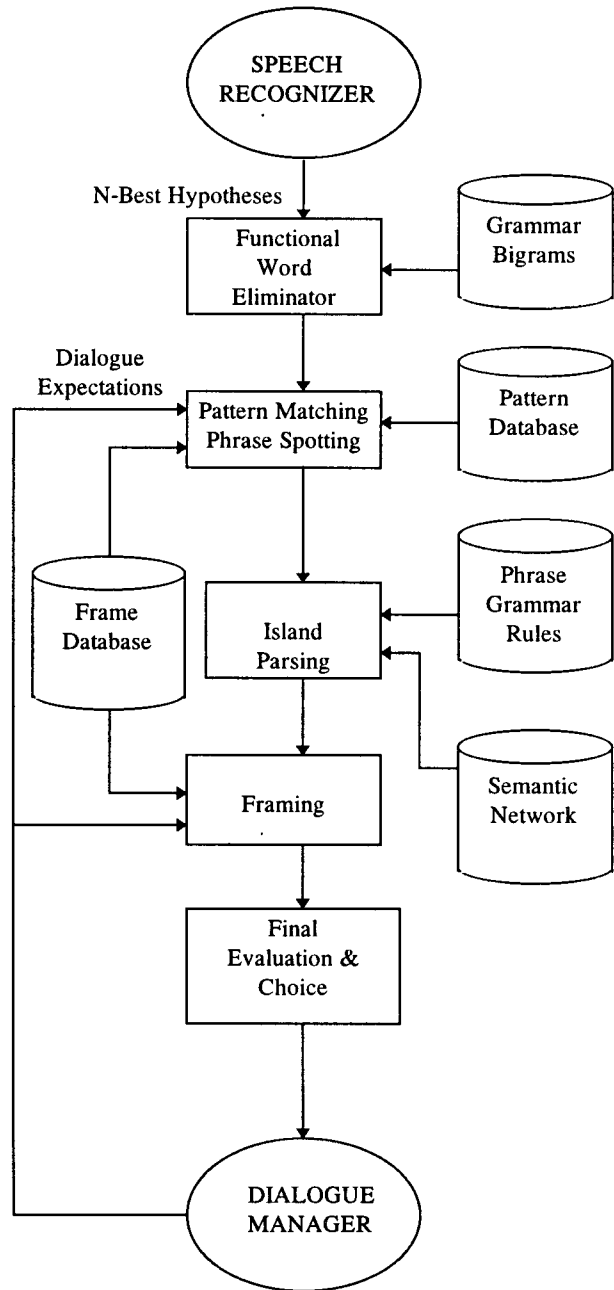 SPEECH
RECOGNIZER
N-Best Hypotheses
Functional
Word
Eliminator
Grammar
Bigrams
Dialogue
Expectations
Pattern Matching
Phrase Spotting
Pattern
Database
Frame
Database
Island
Parsing
Phrase
Grammar
Rules
Framing
Semantic
Network
Final
Evaluation &
Choice
DIALOGUE
MANAGER